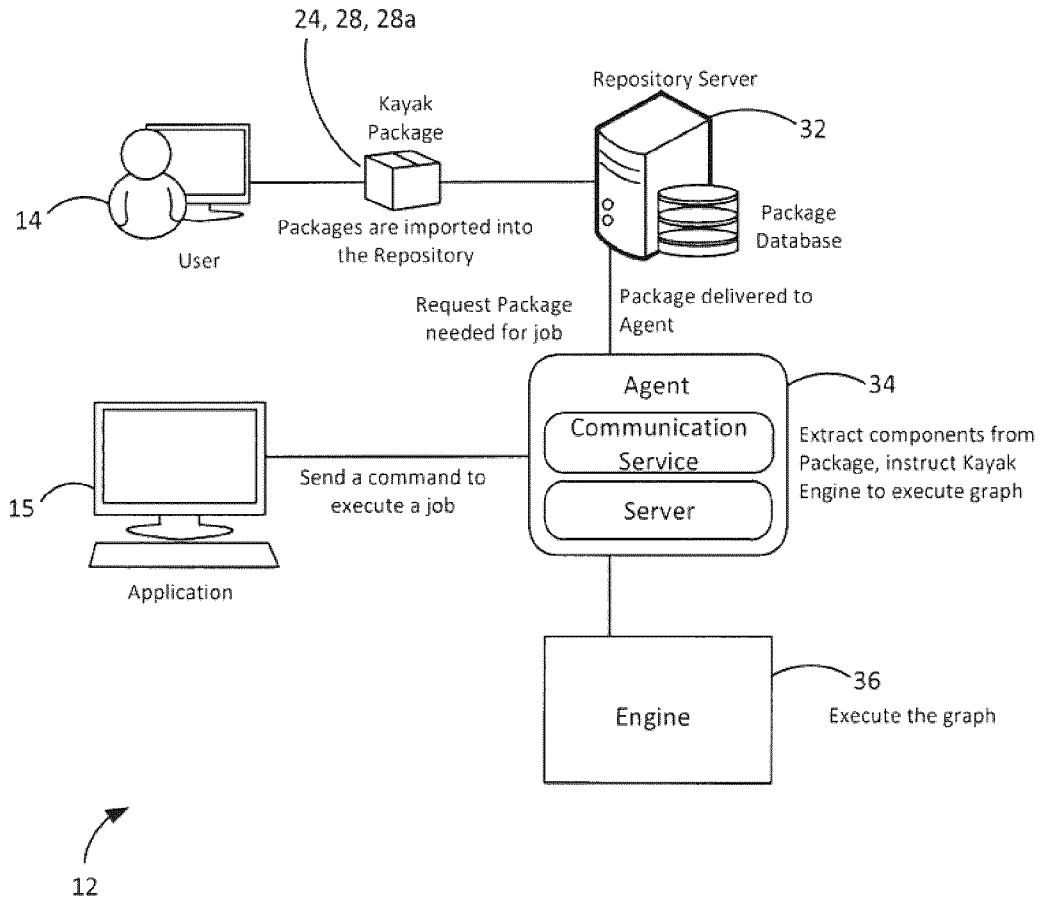 24, 28, 28a
Repository Server
Kayak
Package
32
14
Packages are imported into
the Repository
Package
Database
User
Request Package
needed for job
Package delivered to
Agent
Agent
34
Communication
Service
Extract components from
Package, instruct Kayak
Engine to execute graph
Send a command to
execute a job
15
Server
Application
36
Engine
Execute the graph
12